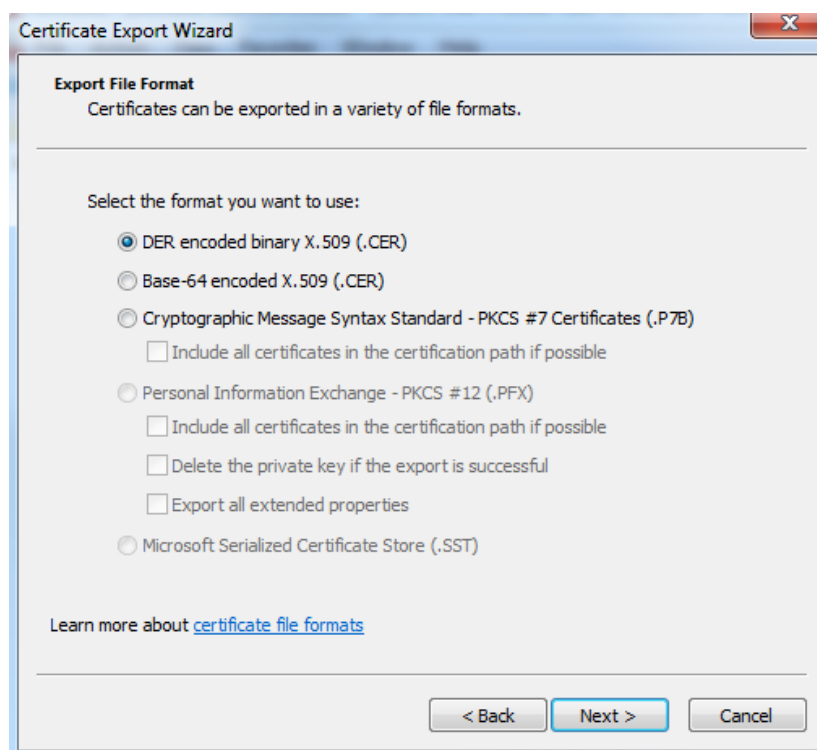 Certificate Export Wizard
Export File Format
Certificates can be exported in a variety of file formats.
Select the format you want to use:
DER encoded binary X.509 (.CER)
Base-64 encoded X.509 (.CER)
Cryptographic Message Syntax Standard - PKCS #7 Certificates (.P7B)
Include all certificates in the certification path if possible
Personal Information Exchange - PKCS #12 (.PFX)
Include all certificates in the certification path if possible
Delete the private key if the export is successful
Export all extended properties
Microsoft Serialized Certificate Store (.SST)
Learn more about certificate file formats
< Back Next > Cancel